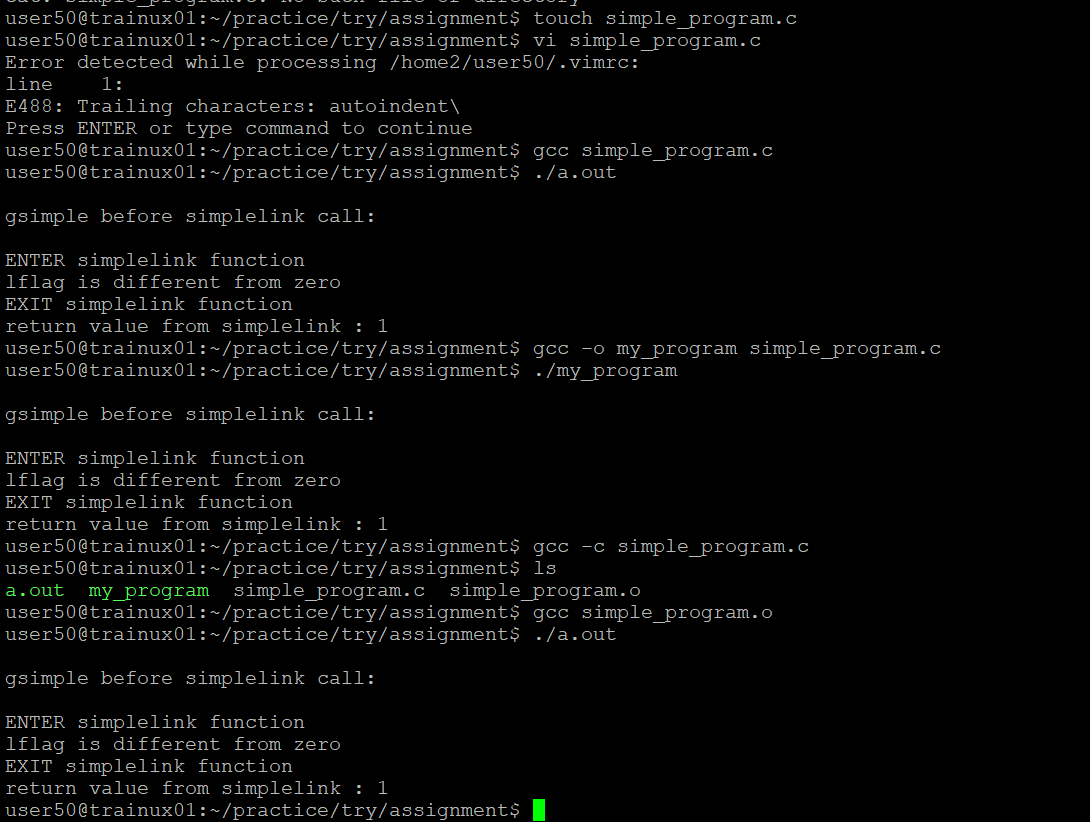 user50@trainux01:~/practice/try/assignment$ touch simple_program.c
user50@trainux01:~/practice/try/assignment$ vi simple_program.c
Error detected while processing /home2/user50/.vimrc:
line    1:
E488: Trailing characters: autoindent\
Press ENTER or type command to continue
user50@trainux01:~/practice/try/assignment$ gcc simple_program.c
user50@trainux01:~/practice/try/assignment$ ./a.out
gsimple before simplelink call:
ENTER simplelink function
lflag is different from zero
EXIT simplelink function
return value from simplelink : 1
user50@trainux01:~/practice/try/assignment$ gcc -o my_program simple_program.c
user50@trainux01:~/practice/try/assignment$ ./my_program
gsimple before simplelink call:
ENTER simplelink function
lflag is different from zero
EXIT simplelink function
return value from simplelink : 1
user50@trainux01:~/practice/try/assignment$ gcc -c simple_program.c
user50@trainux01:~/practice/try/assignment$ ls
a.out  my_program  simple_program.c  simple_program.o
user50@trainux01:~/practice/try/assignment$ gcc simple_program.o
user50@trainux01:~/practice/try/assignment$ ./a.out
gsimple before simplelink call:
ENTER simplelink function
lflag is different from zero
EXIT simplelink function
return value from simplelink : 1
user50@trainux01:~/practice/try/assignment$